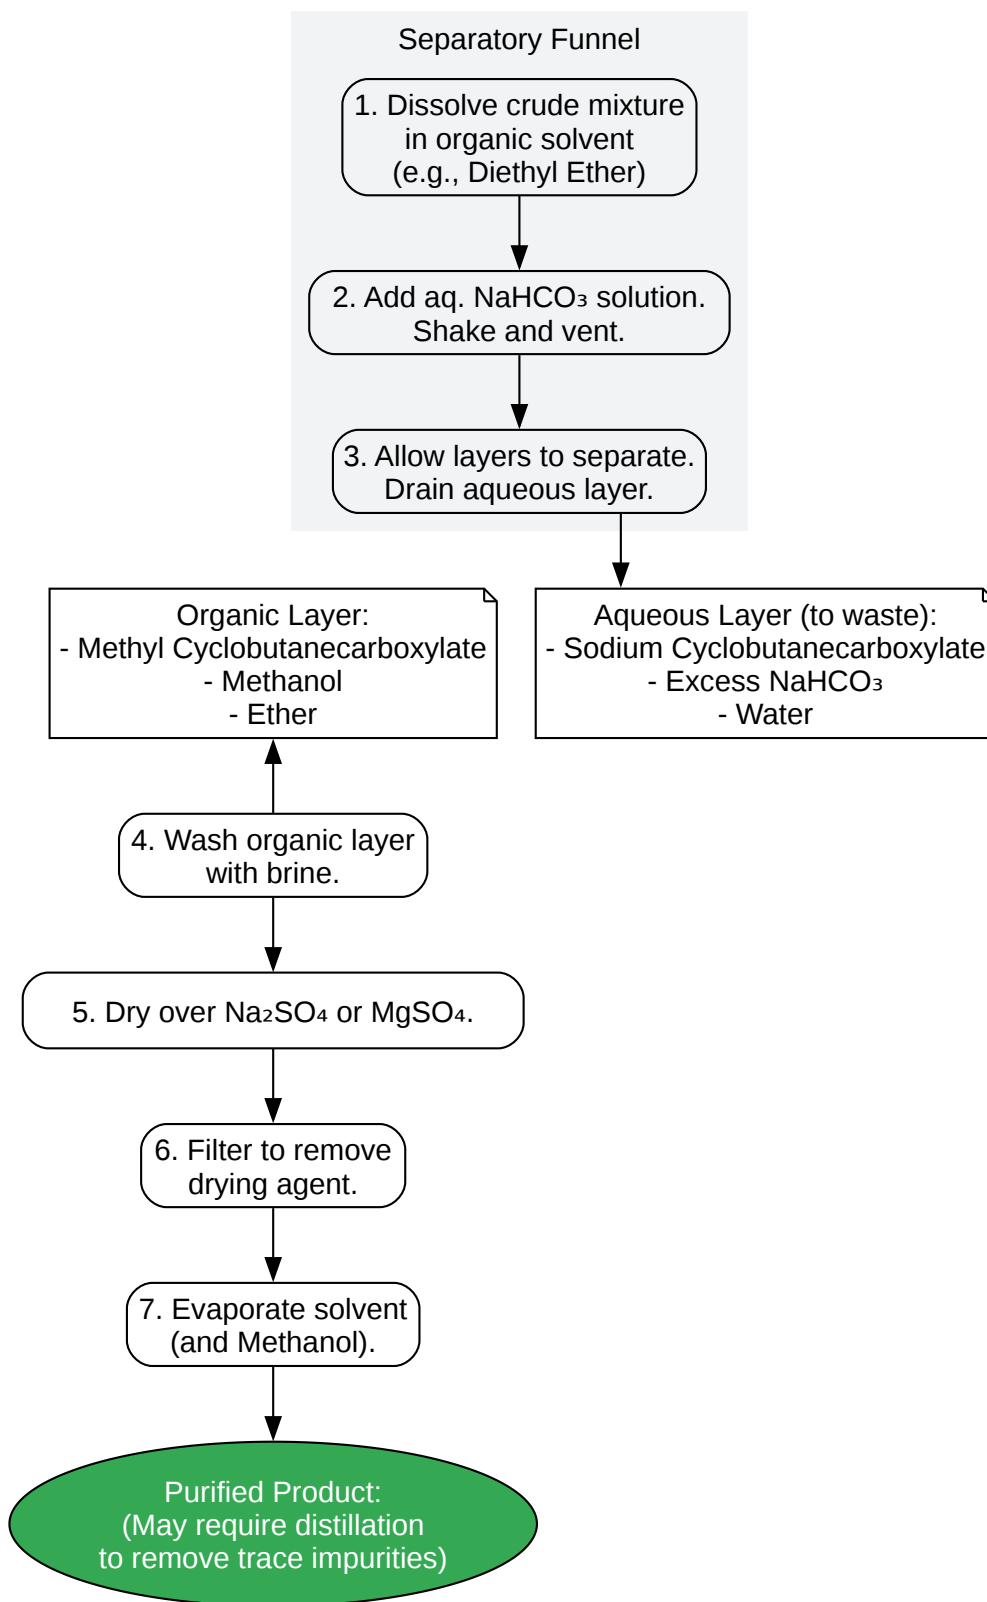 Separatory Funnel
1. Dissolve crude mixture
in organic solvent
(e.g., Diethyl Ether)
2. Add aq. NaHCO₃ solution.
Shake and vent.
3. Allow layers to separate.
Drain aqueous layer.
Organic Layer:
- Methyl Cyclobutanecarboxylate
- Methanol
- Ether
Aqueous Layer (to waste):
- Sodium Cyclobutanecarboxylate
- Excess NaHCO₃
- Water
4. Wash organic layer
with brine.
5. Dry over Na₂SO₄ or MgSO₄.
6. Filter to remove
drying agent.
7. Evaporate solvent
(and Methanol).
Purified Product:
(May require distillation
to remove trace impurities)